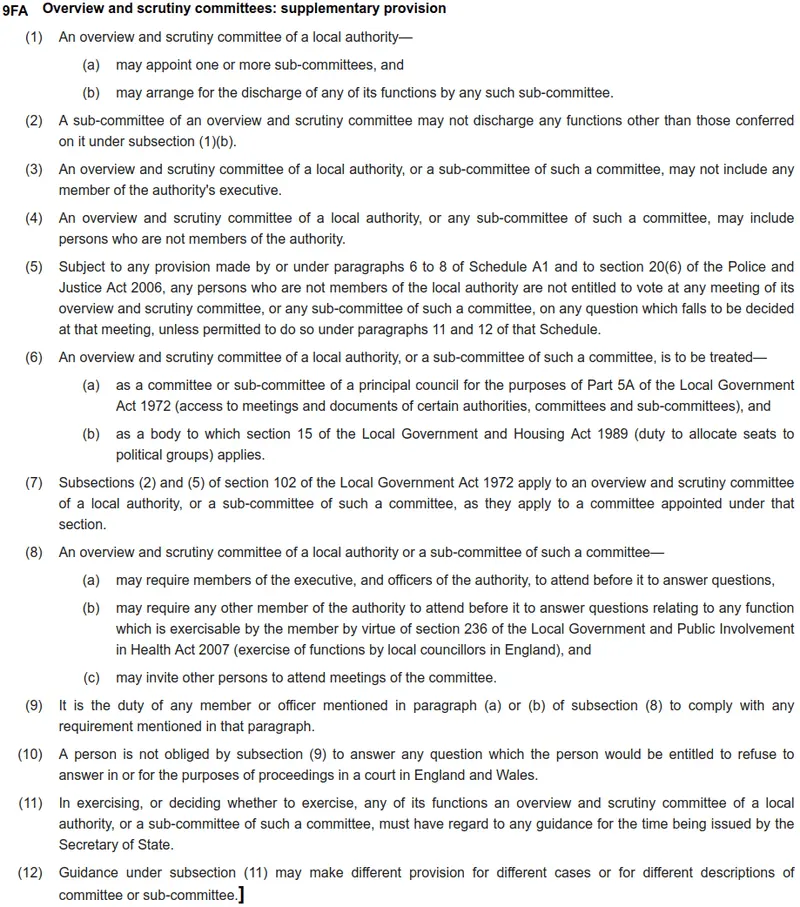 9FA Overview and scrutiny committees: supplementary provision
(1) An overview and scrutiny committee of a local authority—
(a) may appoint one or more sub-committees, and
(b) may arrange for the discharge of any of its functions by any such sub-committee.
(2) A sub-committee of an overview and scrutiny committee may not discharge any functions other than those conferred
on it under subsection (1)(b).
(3) An overview and scrutiny committee of a local authority, or a sub-committee of such a committee, may not include any
member of the authority's executive.
(4) An overview and scrutiny committee of a local authority, or any sub-committee of such a committee, may include
persons who are not members of the authority.
(5) Subject to any provision made by or under paragraphs 6 to 8 of Schedule A1 and to section 20(6) of the Police and
Justice Act 2006, any persons who are not members of the local authority are not entitled to vote at any meeting of its
overview and scrutiny committee, or any sub-committee of such a committee, on any question which falls to be decided
at that meeting, unless permitted to do so under paragraphs 11 and 12 of that Schedule.
(6) An overview and scrutiny committee of a local authority, or a sub-committee of such a committee, is to be treated—
(a) as a committee or sub-committee of a principal council for the purposes of Part 5A of the Local Government
Act 1972 (access to meetings and documents of certain authorities, committees and sub-committees), and
(b) as a body to which section 15 of the Local Government and Housing Act 1989 (duty to allocate seats to
political groups) applies.
(7) Subsections (2) and (5) of section 102 of the Local Government Act 1972 apply to an overview and scrutiny committee
of a local authority, or a sub-committee of such a committee, as they apply to a committee appointed under that
section.
(8) An overview and scrutiny committee of a local authority or a sub-committee of such a committee—
(a) may require members of the executive, and officers of the authority, to attend before it to answer questions,
(b) may require any other member of the authority to attend before it to answer questions relating to any function
which is exercisable by the member by virtue of section 236 of the Local Government and Public Involvement
in Health Act 2007 (exercise of functions by local councillors in England), and
(c) may invite other persons to attend meetings of the committee.
(9) It is the duty of any member or officer mentioned in paragraph (a) or (b) of subsection (8) to comply with any
requirement mentioned in that paragraph.
(10) A person is not obliged by subsection (9) to answer any question which the person would be entitled to refuse to
answer in or for the purposes of proceedings in a court in England and Wales.
(11) In exercising, or deciding whether to exercise, any of its functions an overview and scrutiny committee of a local
authority, or a sub-committee of such a committee, must have regard to any guidance for the time being issued by the
Secretary of State.
(12) Guidance under subsection (11) may make different provision for different cases or for different descriptions of
committee or sub-committee.]